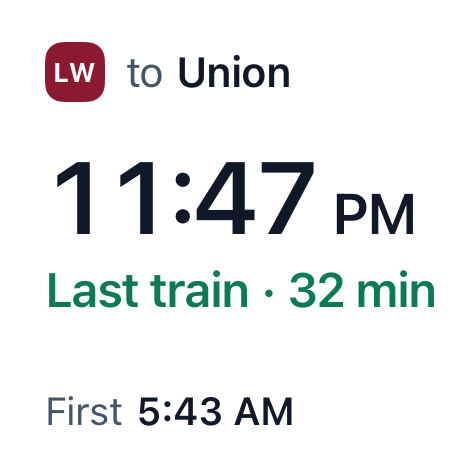 LW to Union
11:47 PM
Last train · 32 min
First 5:43 AM